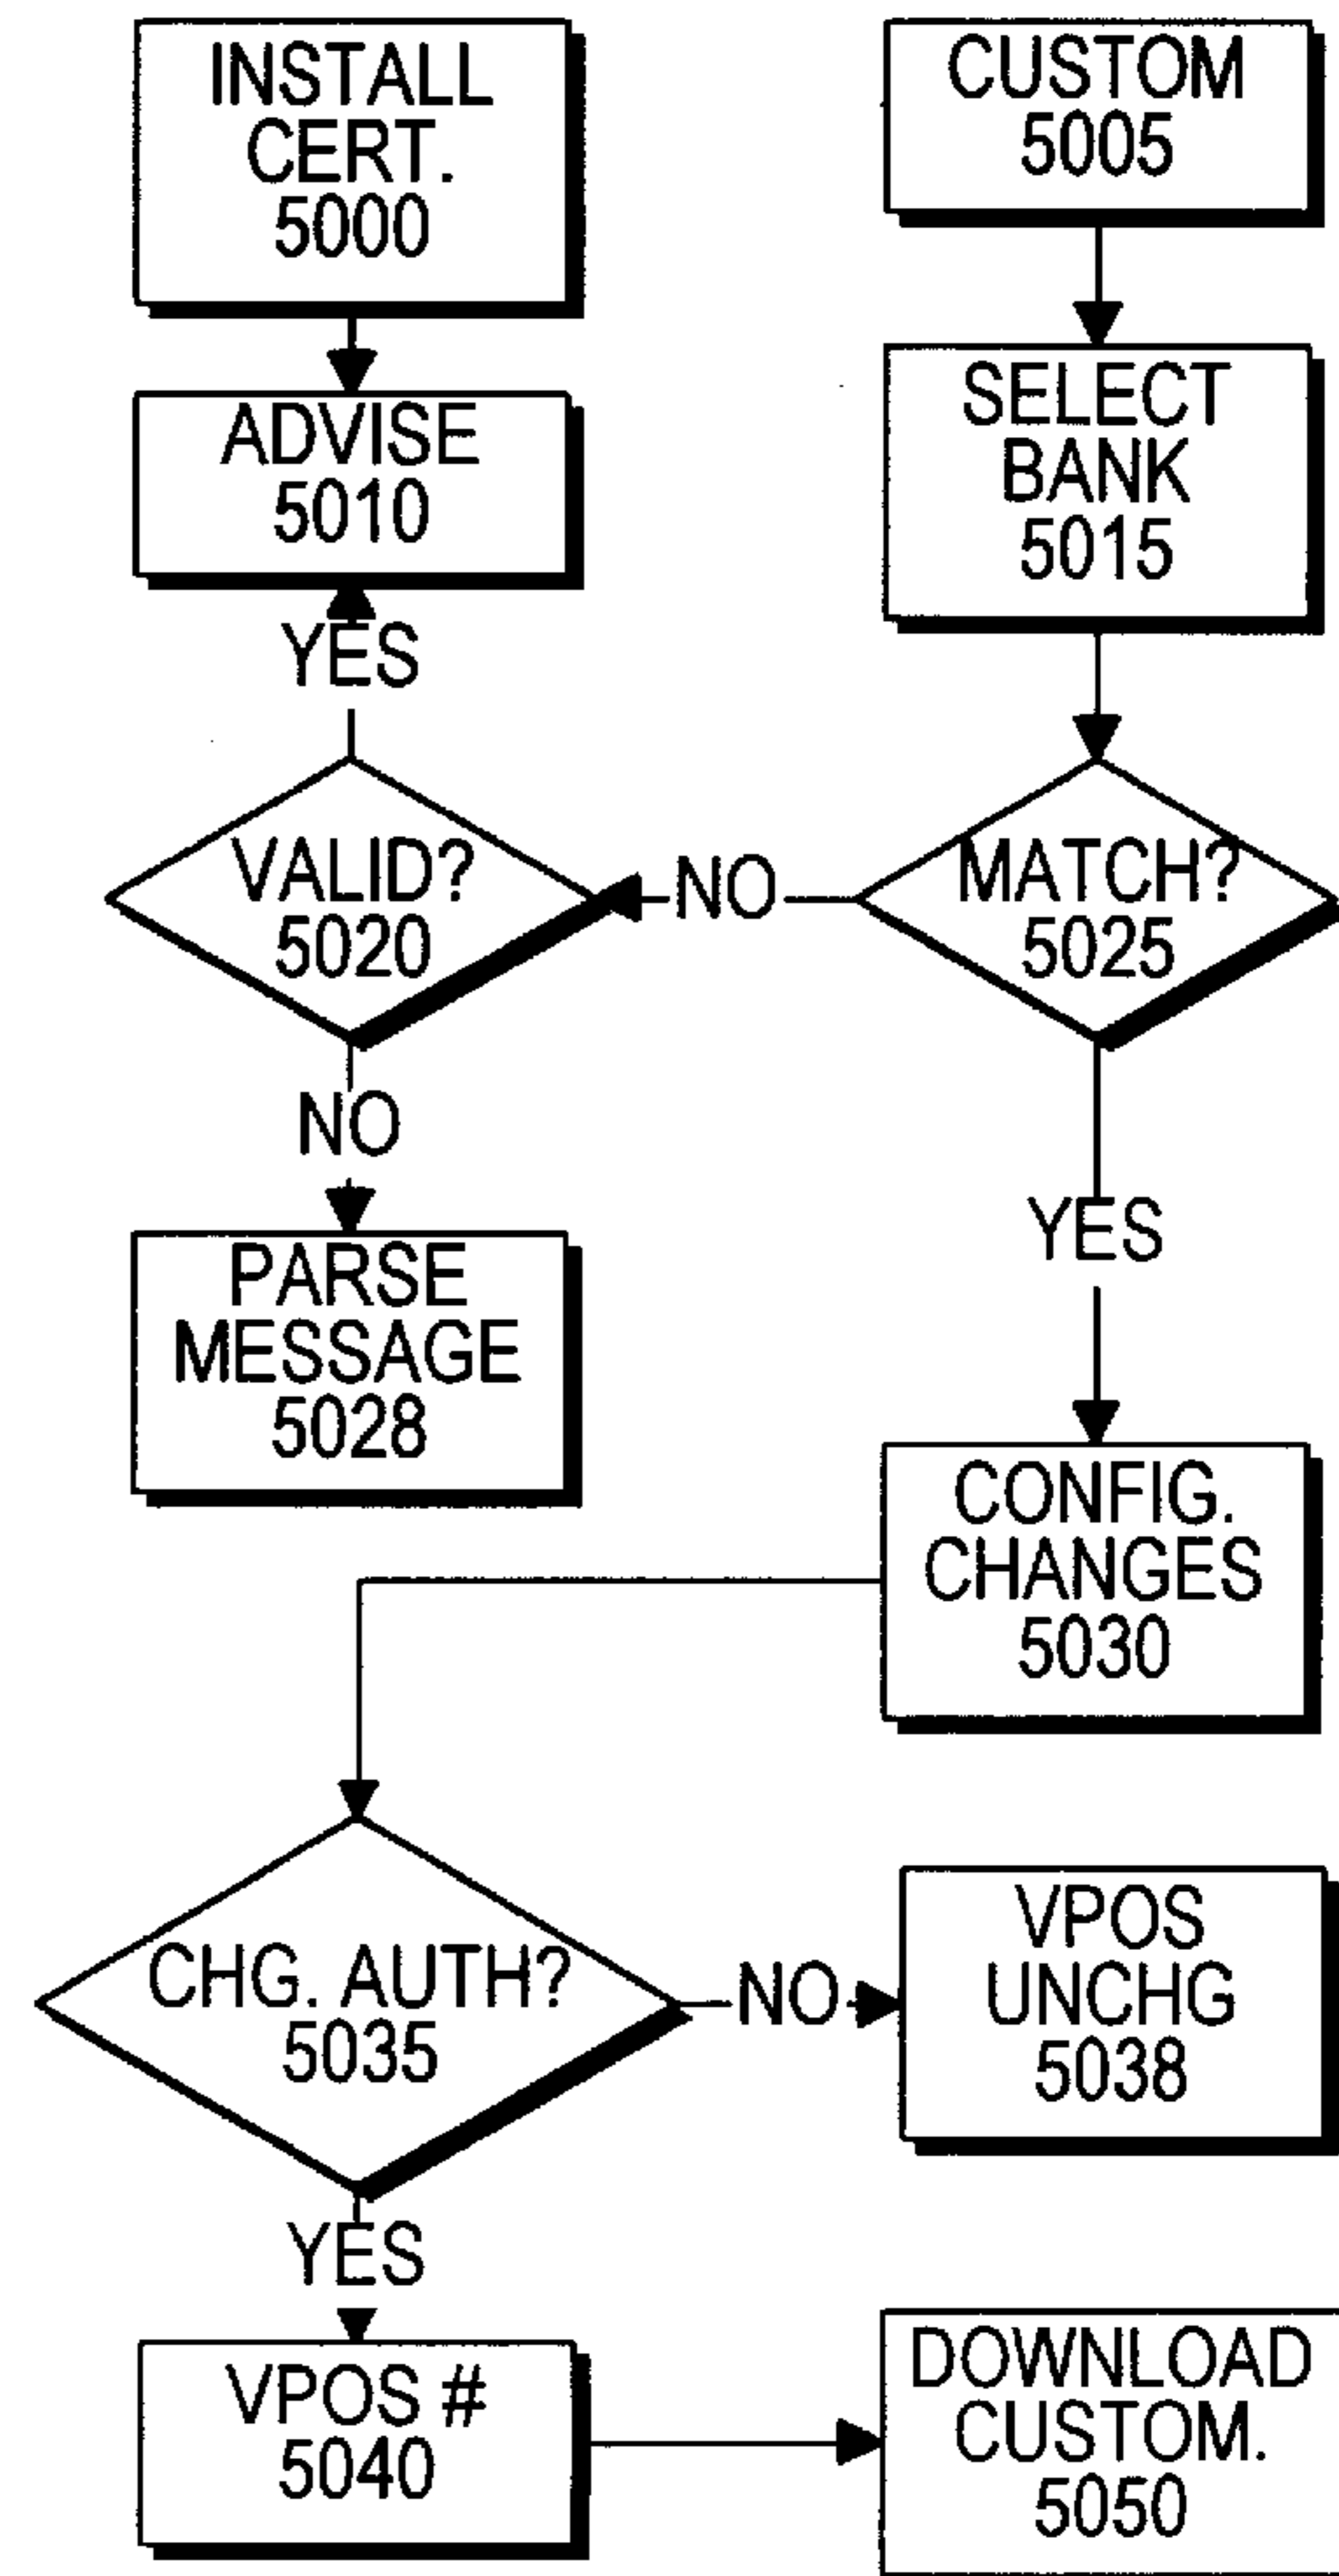 INSTALL
CERT.
5000
CUSTOM
5005
ADVISE
5010
SELECT
BANK
5015
YES
VALID?
5020
NO
MATCH?
5025
NO
YES
PARSE
MESSAGE
5028
CONFIG.
CHANGES
5030
CHG. AUTH?
5035
NO
VPOS
UNCHG
5038
YES
VPOS #
5040
DOWNLOAD
CUSTOM.
5050